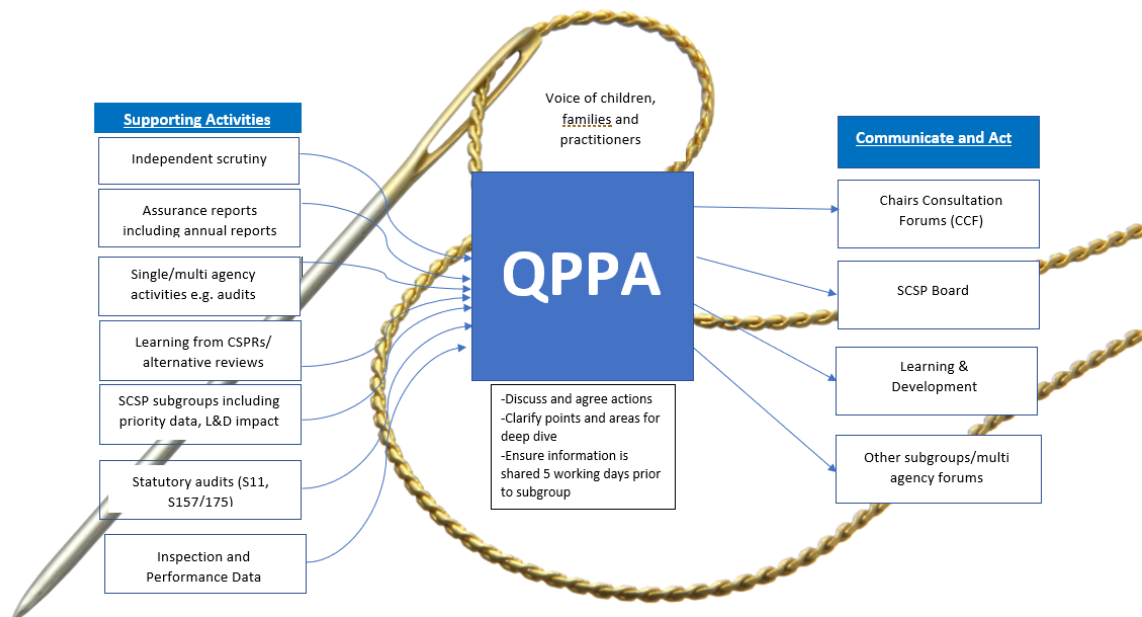 Supporting Activities
Independent scrutiny
Assurance reports
including annual reports
Single/multi agency
activities e.g. audits
Learning from CSPRs/
alternative reviews
SCSP subgroups including
priority data, L&D impact
Statutory audits (S11,
S157/175)
Inspection and
Performance Data
Voice of children,
families and
practitioners
QPPA
-Discuss and agree actions
-Clarify points and areas for
deep dive
-Ensure information is
shared 5 working days prior
to subgroup
Communicate and Act
Chairs Consultation
Forums (CCF)
SCSP Board
Learning &
Development
Other subgroups/multi
agency forums